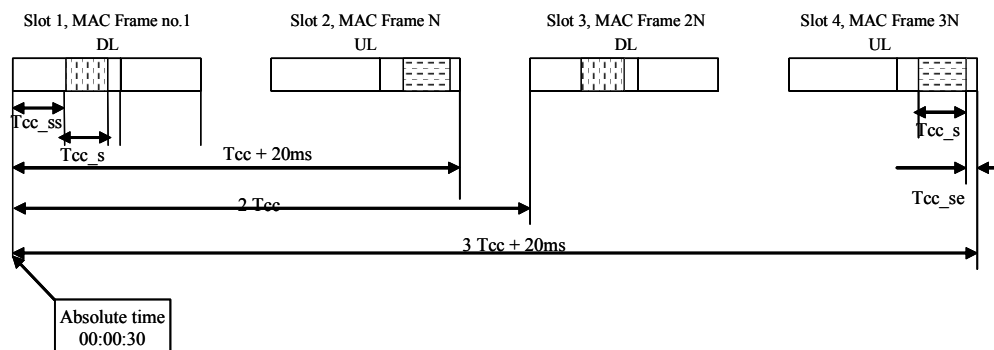 Slot 1, MAC Frame no.1
DL
Slot 2, MAC Frame N
UL
Slot 3, MAC Frame 2N
DL
Slot 4, MAC Frame 3N
UL
Tcc_ss
Tcc_s
Tcc_s
Tcc + 20ms
Tcc_se
2 Tcc
3 Tcc + 20ms
Absolute time
00:00:30